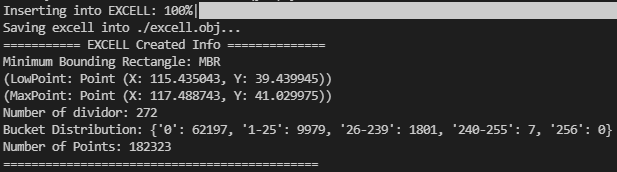 Inserting into EXCELL: 100%|
Saving excell into ./excell.obj...
=========== EXCELL Created Info ==============
Minimum Bounding Rectangle: MBR
(LowPoint: Point (X: 115.435043, Y: 39.439945))
(MaxPoint: Point (X: 117.488743, Y: 41.029975))
Number of dividor: 272
Bucket Distribution: {'0': 62197, '1-25': 9979, '26-239': 1801, '240-255': 7, '256': 0}
Number of Points: 182323
=============================================